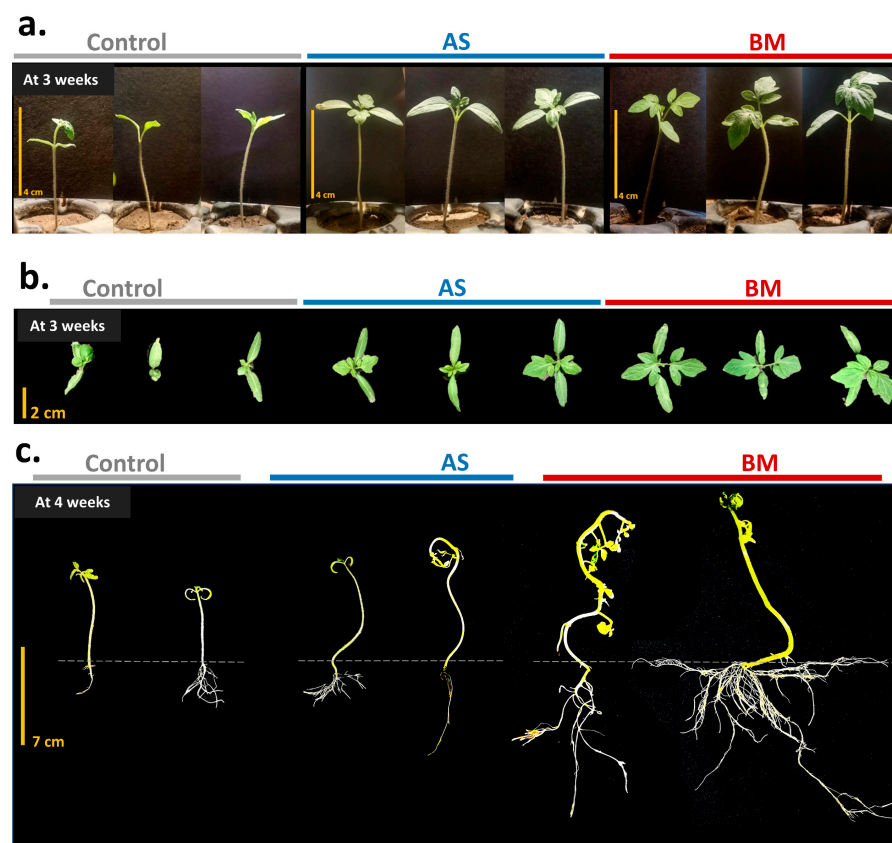 a.
Control AS BM
At 3 weeks
4 cm 4 cm 4 cm
b.
Control AS BM
At 3 weeks
2 cm
c.
Control AS BM
At 4 weeks
7 cm